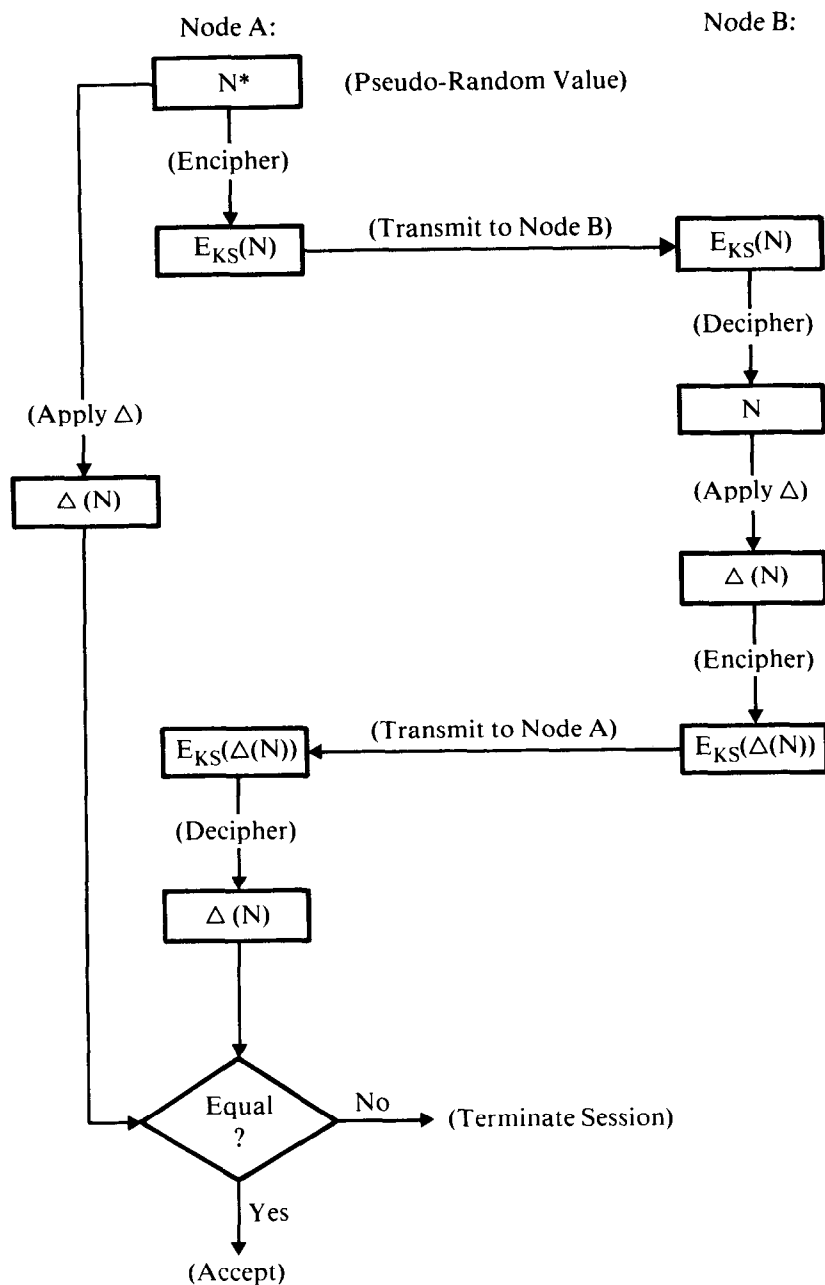 Node A:
Node B:
N*
(Pseudo-Random Value)
(Encipher)
E_KS(N)
(Transmit to Node B)
E_KS(N)
(Decipher)
N
(Apply △)
△ (N)
(Apply △)
△ (N)
(Encipher)
E_KS(△(N))
(Transmit to Node A)
E_KS(△(N))
(Decipher)
△ (N)
Equal
?
No
(Terminate Session)
Yes
(Accept)